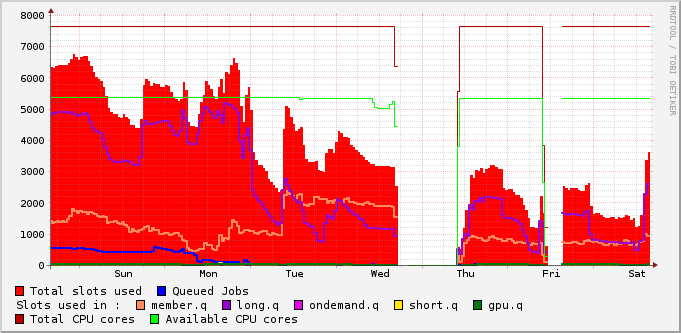 8000
7000
6000
5000
4000
3000
2000
1000
0
Sun Mon Tue Wed Thu Fri Sat
RRDTOOL / TOBI OETIKER
Total slots used Queued Jobs
Slots used in : member.q long.q ondemand.q short.q gpu.q
Total CPU cores Available CPU cores